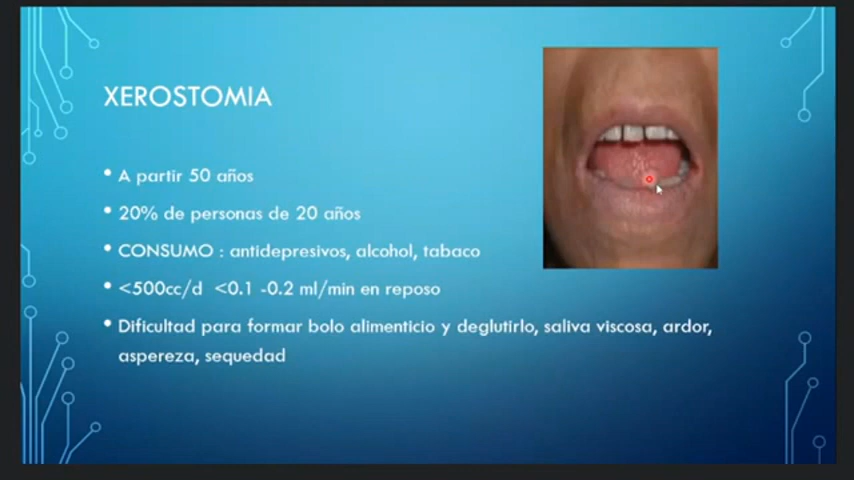 XEROSTOMIA
• A partir 50 años
• 20% de personas de 20 años
• CONSUMO : antidepresivos, alcohol, tabaco
• <500cc/d <0.1 -0.2 ml/min en reposo
• Dificultad para formar bolo alimenticio y deglutirlo, saliva viscosa, ardor,
aspereza, sequedad